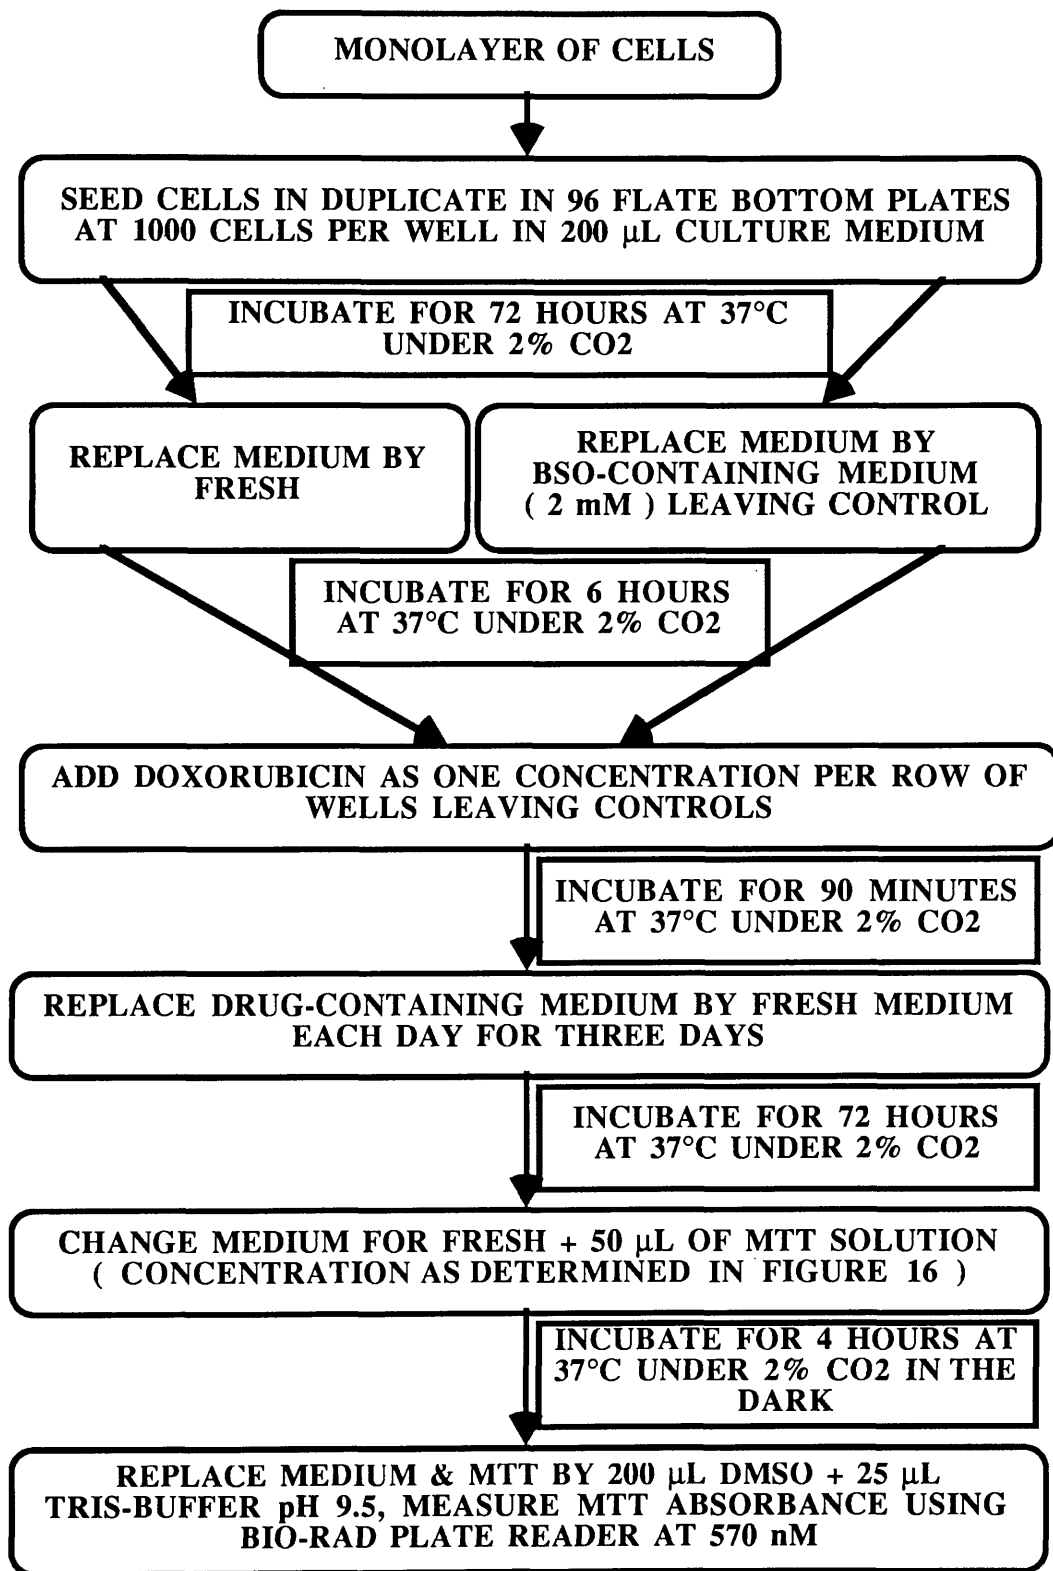 MONOLAYER OF CELLS
SEED CELLS IN DUPLICATE IN 96 FLATE BOTTOM PLATES
AT 1000 CELLS PER WELL IN 200 µL CULTURE MEDIUM
INCUBATE FOR 72 HOURS AT 37°C
UNDER 2% CO2
REPLACE MEDIUM BY
FRESH
REPLACE MEDIUM BY
BSO-CONTAINING MEDIUM
( 2 mM ) LEAVING CONTROL
INCUBATE FOR 6 HOURS
AT 37°C UNDER 2% CO2
ADD DOXORUBICIN AS ONE CONCENTRATION PER ROW OF
WELLS LEAVING CONTROLS
INCUBATE FOR 90 MINUTES
AT 37°C UNDER 2% CO2
REPLACE DRUG-CONTAINING MEDIUM BY FRESH MEDIUM
EACH DAY FOR THREE DAYS
INCUBATE FOR 72 HOURS
AT 37°C UNDER 2% CO2
CHANGE MEDIUM FOR FRESH + 50 µL OF MTT SOLUTION
( CONCENTRATION AS DETERMINED IN FIGURE 16 )
INCUBATE FOR 4 HOURS AT
37°C UNDER 2% CO2 IN THE
DARK
REPLACE MEDIUM & MTT BY 200 µL DMSO + 25 µL
TRIS-BUFFER pH 9.5, MEASURE MTT ABSORBANCE USING
BIO-RAD PLATE READER AT 570 nM